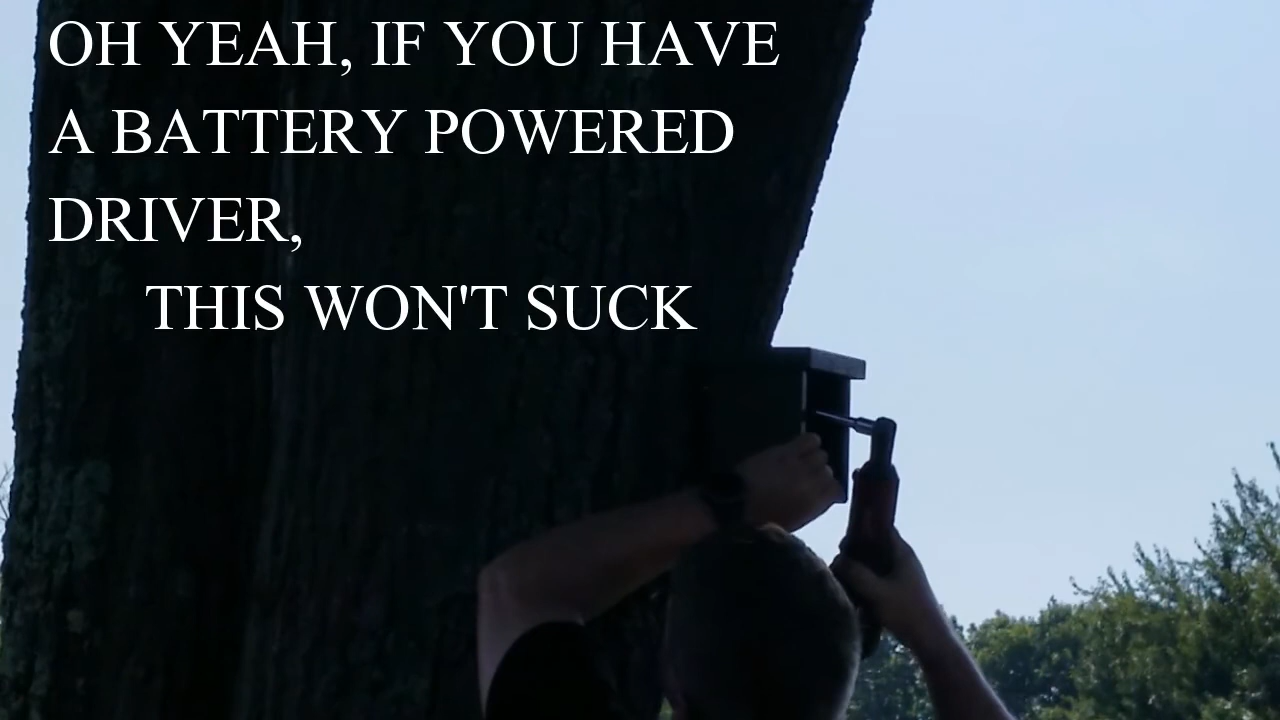 OH YEAH, IF YOU HAVE
A BATTERY POWERED
DRIVER,
THIS WON'T SUCK